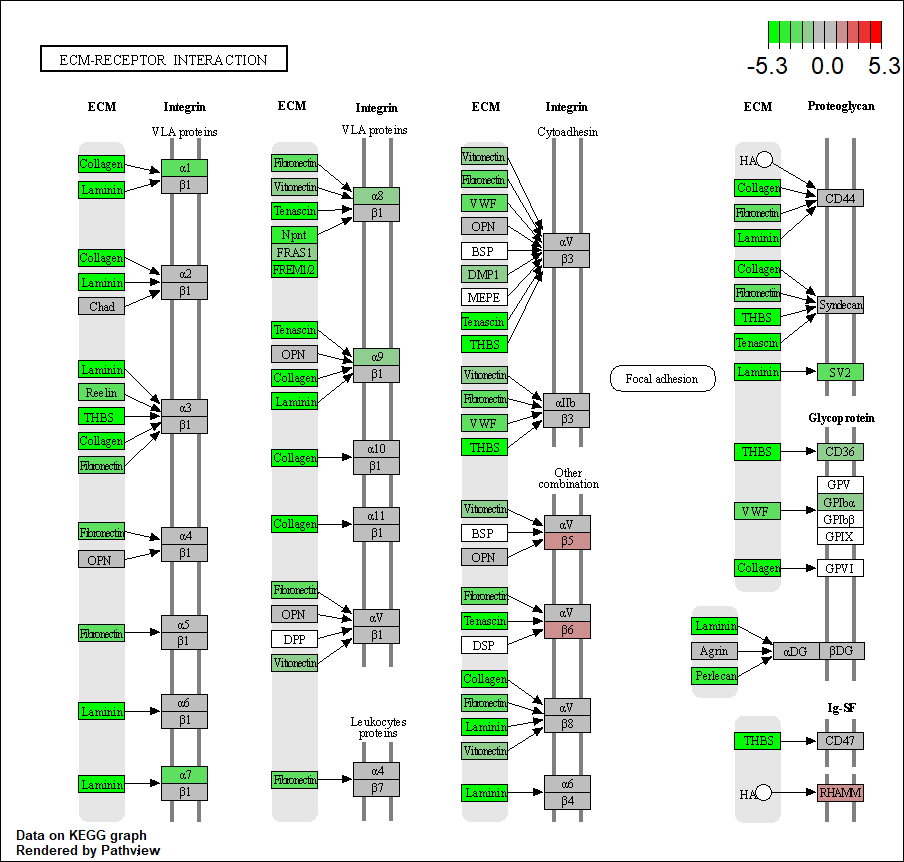 -5.3 0.0 5.3
ECM-RECEPTOR INTERACTION
ECM Integrin
VLA proteins
Collagen
Laminin
α1
β1
Collagen
Laminin
Chad
α2
β1
Laminin
Reelin
THBS
Collagen
Fibronectin
α3
β1
Fibronectin
OPN
α4
β1
Fibronectin
α5
β1
Laminin
α6
β1
Laminin
α7
β1
ECM Integrin
VLA proteins
Fibronectin
Vitronectin
Tenascin
Npnt
FRAS1
FREM1/2
α8
β1
Tenascin
OPN
Collagen
Laminin
α9
β1
Collagen
α10
β1
Collagen
α11
β1
Fibronectin
OPN
DPP
Vitronectin
αV
β1
Leukocytes
proteins
Fibronectin
α4
β7
ECM Integrin
Cytoadhesin
Vitronectin
Fibronectin
VWF
OPN
BSP
DMP1
MEPE
Tenascin
THBS
αV
β3
Vitronectin
Fibronectin
VWF
THBS
αIIb
β3
Other
combination
Vitronectin
BSP
OPN
αV
β5
Fibronectin
Tenascin
DSP
αV
β6
Collagen
Fibronectin
Laminin
Vitronectin
αV
β8
Laminin
α6
β4
Focal adhesion
ECM Proteoglycan
HA
Collagen
Fibronectin
Laminin
CD44
Collagen
Fibronectin
THBS
Tenascin
Syndecan
Laminin
SV2
Glycoprotein
THBS
CD36
VWF
GPV
GPIbα
GPIbβ
GPIX
Collagen
GPVI
Laminin
Agrin
Perlecan
αDG βDG
Ig-SF
THBS
CD47
HA
RHAMM
Data on KEGG graph
Rendered by Pathview